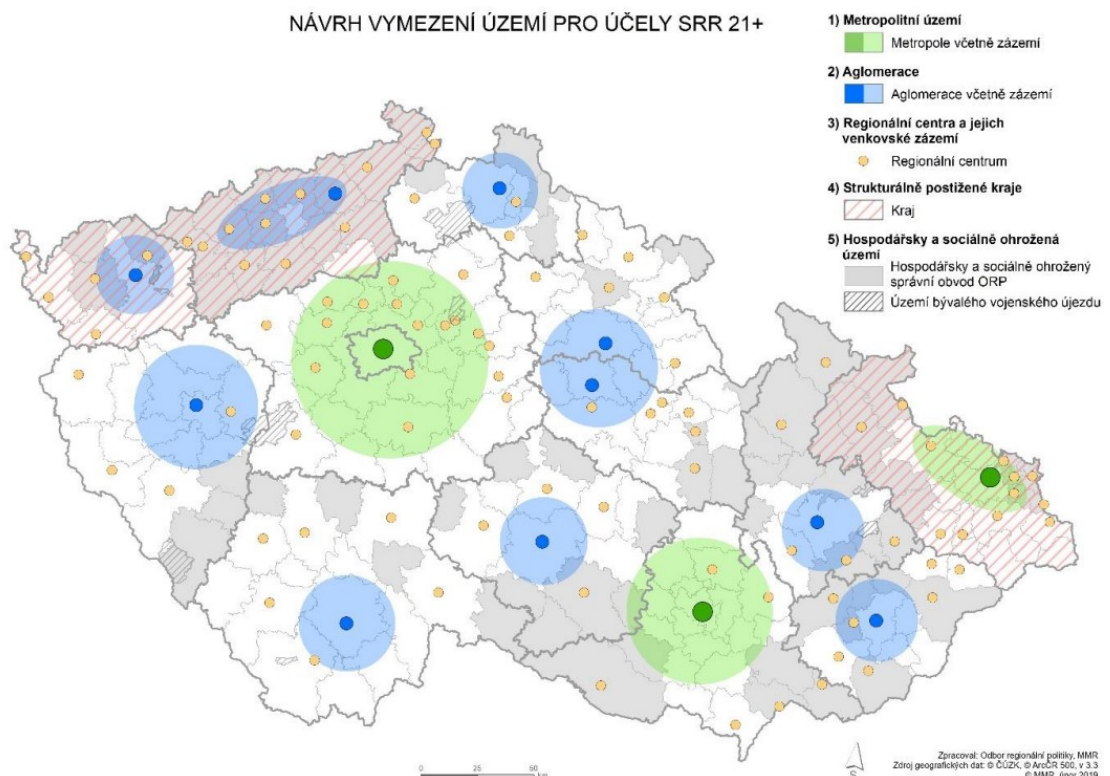 NÁVRH VYMEZENÍ ÚZEMÍ PRO ÚČELY SRR 21+
1) Metropolitní území
Metropole včetně zázemí
2) Aglomerace
Aglomerace včetně zázemí
3) Regionální centra a jejich
venkovské zázemí
Regionální centrum
4) Strukturálně postižené kraje
Kraj
5) Hospodářsky a sociálně ohrožená
území
Hospodářsky a sociálně ohrožený
správní obvod ORP
Území bývalého vojenského újezdu
0 25 50
km
S
Zpracoval: Odbor regionální politiky, MMR
Zdroj geografických dat: © ČÚZK, © ArcČR 500, v 3.3
© MMR, únor 2019